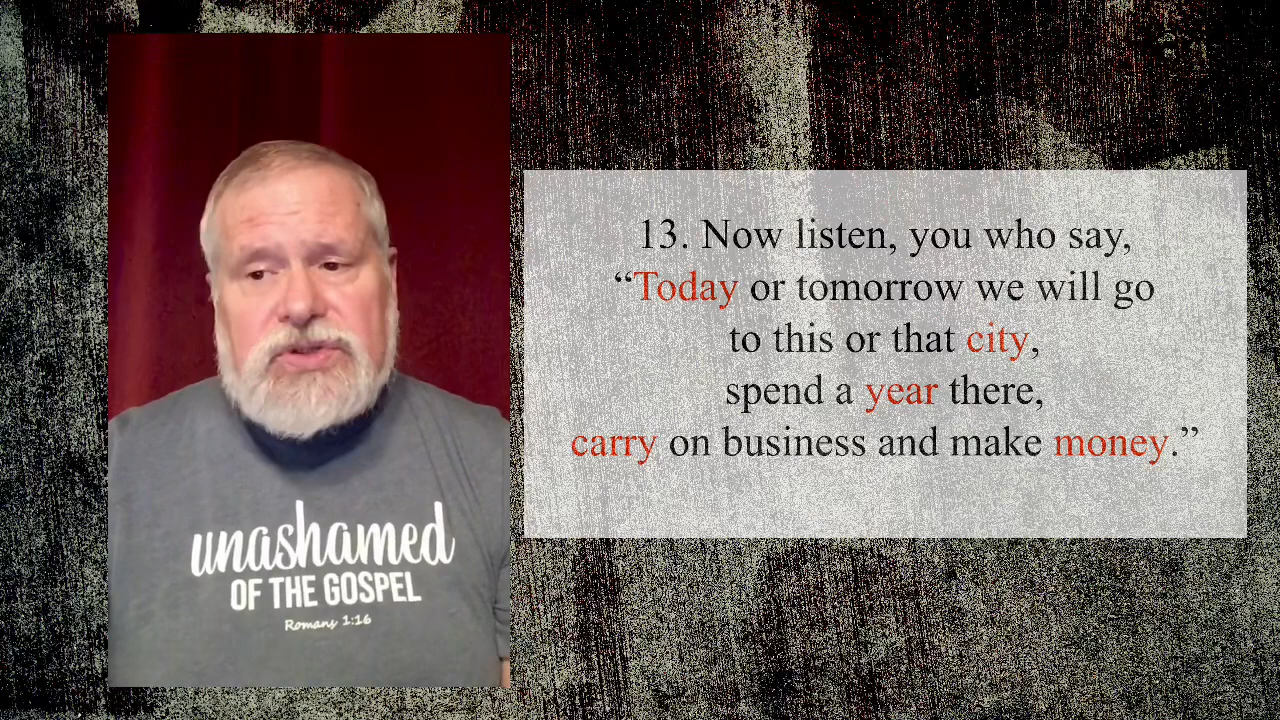 unashamed
OF THE GOSPEL
Romans 1:16
13. Now listen, you who say,
“Today or tomorrow we will go
to this or that city,
spend a year there,
carry on business and make money.”